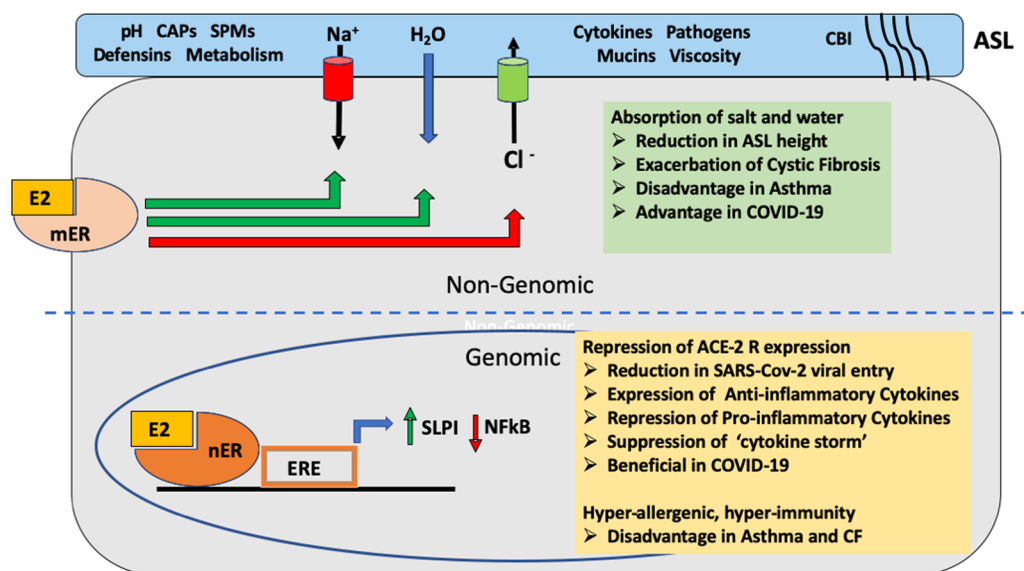 pH CAPs SPMs
Defensins Metabolism
Na⁺
H₂O
Cytokines Pathogens
Mucins Viscosity
CBI
ASL
Cl ⁻
E2
mER
Absorption of salt and water
➢ Reduction in ASL height
➢ Exacerbation of Cystic Fibrosis
➢ Disadvantage in Asthma
➢ Advantage in COVID-19
Non-Genomic
Non-Genomic
Genomic
E2
nER
ERE
SLPI
NFkB
Repression of ACE-2 R expression
➢ Reduction in SARS-Cov-2 viral entry
➢ Expression of Anti-inflammatory Cytokines
➢ Repression of Pro-inflammatory Cytokines
➢ Suppression of ‘cytokine storm’
➢ Beneficial in COVID-19
Hyper-allergenic, hyper-immunity
➢ Disadvantage in Asthma and CF